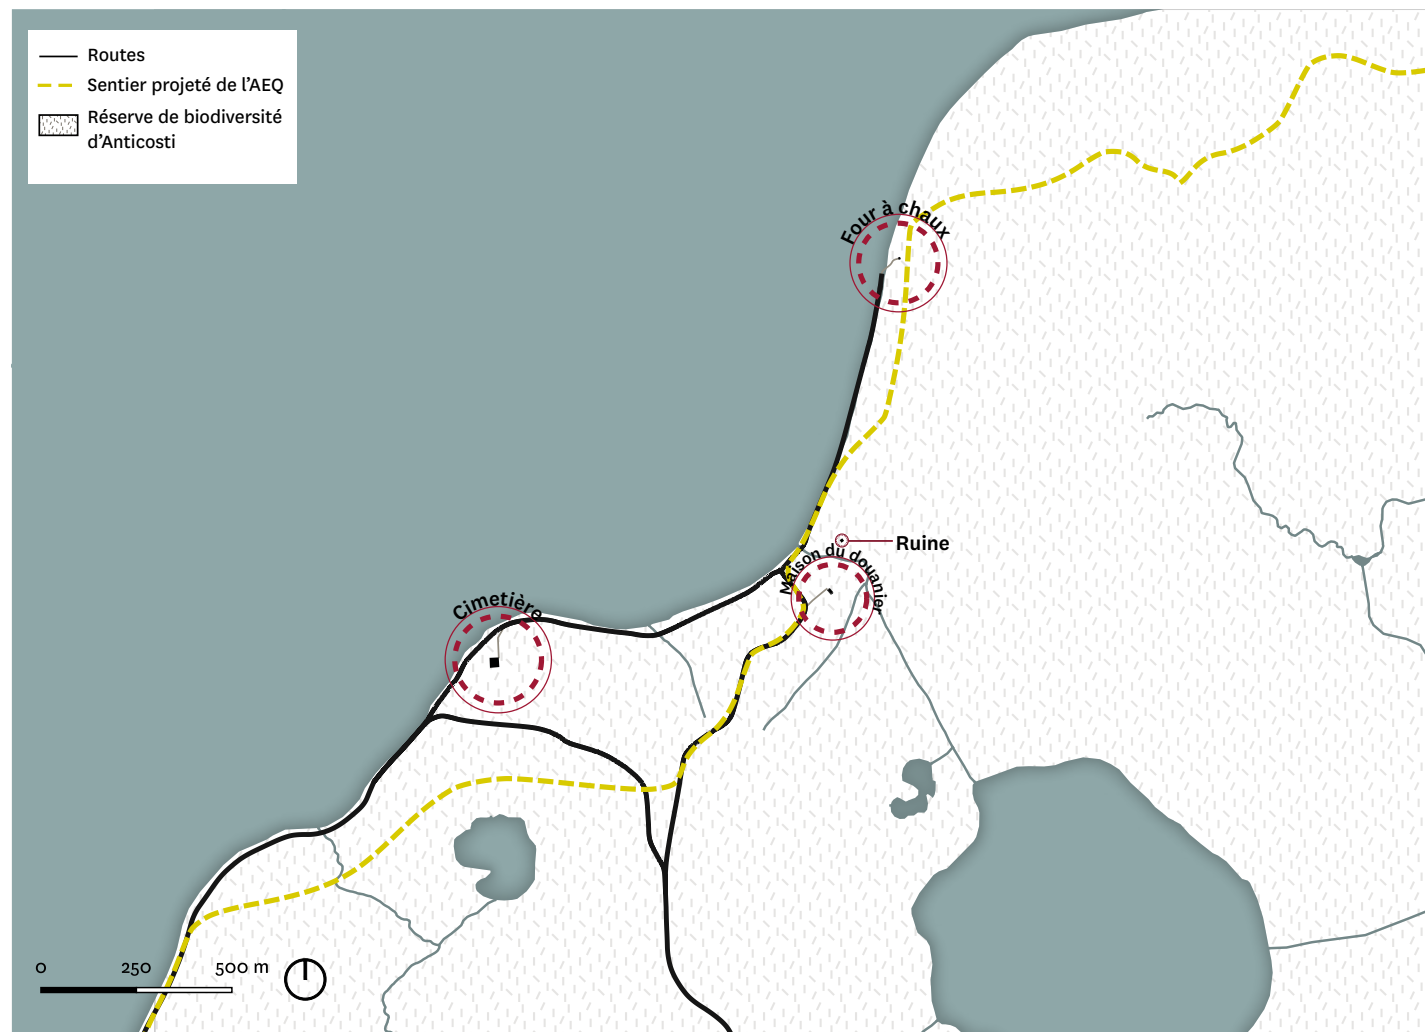 Routes
Sentier projeté de l'AEQ
Réserve de biodiversité
d'Anticosti
Four à chaux
Ruine
Maison du douanier
Cimetière
0 250 500 m